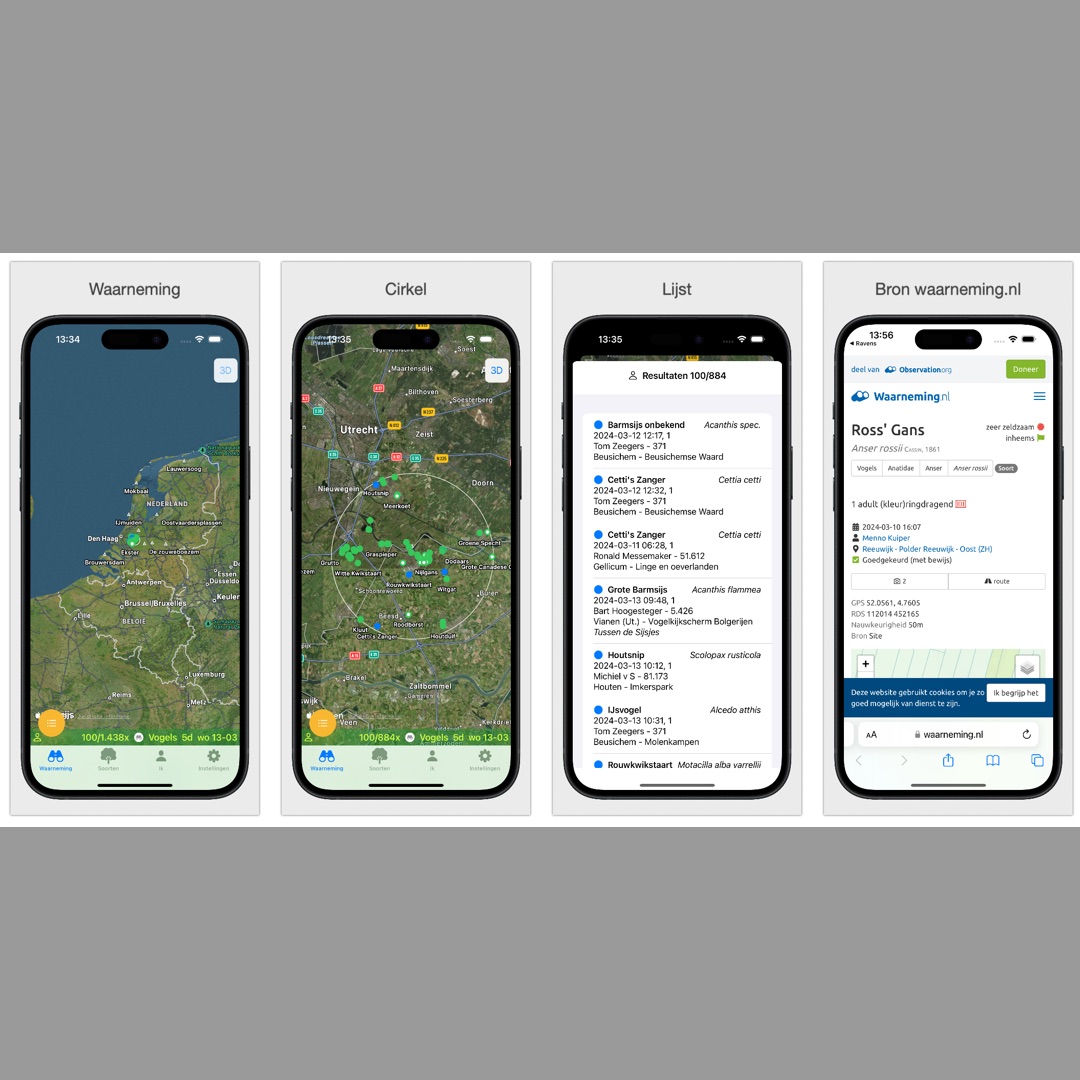 Waarneming
13:34
3D
Lauwersoog
Mokbaai
NEDERLAND
IJmuiden
Oostvaardersplassen
Den Haag
Ekster
De zouweboezem
Brouwersdam
Essen
Düsseldo
Antwerpen
Keulen
Brussel/Bruxelles
Lille
BELGIË
Luxemburg
Reims
Metz
100/1.438x Vogels 5d wo 13-03
Waarneming
Soorten
Ik
Instellingen
Cirkel
13:35
3D
Soest
Maartensdijk
Bilthoven
Soesterberg
Utrecht
Zeist
Doorn
Nieuwegein
Houtsnip
Meerkoet
Groene Specht
Graspieper
Grutto
Dodaars
Witte Kwikstaart
Nijlgans
Grote Canadese G
Rouwkwikstaart
Schoonrewoerd
Witgat
Buren
Beesd
Roodborst
Kluut
Cetti's Zanger
Houtduif
Brakel
Zaltbommel
Gameren
wijk
Veen
Kerkdrie
100/884x Vogels 5d wo 13-03
Waarneming
Soorten
Ik
Instellingen
Lijst
13:35
Resultaten 100/884
Barmsijs onbekend Acanthis spec.
2024-03-12 12:17, 1
Tom Zeegers - 371
Beusichem - Beusichemse Waard
Cetti's Zanger Cettia cetti
2024-03-12 12:32, 1
Tom Zeegers - 371
Beusichem - Beusichemse Waard
Cetti's Zanger Cettia cetti
2024-03-11 06:28, 1
Ronald Messemaker - 51.612
Gellicum - Linge en oeverlanden
Grote Barmsijs Acanthis flammea
2024-03-13 09:48, 1
Bart Hoogesteger - 5.426
Vianen (Ut.) - Vogelkijkscherm Bolgerijen
Tussen de Sijsjes
Houtsnip Scolopax rusticola
2024-03-13 10:12, 1
Michiel v S - 81.173
Houten - Imkerspark
IJsvogel Alcedo atthis
2024-03-13 10:31, 1
Tom Zeegers - 371
Beusichem - Molenkampen
Rouwkwikstaart Motacilla alba yarrellii
Bron waarneming.nl
13:56
Ravens
deel van Observation.org
Doneer
Waarneming.nl
Ross' Gans
zeer zeldzaam
inheems
Anser rossii Cassin, 1861
Vogels Anatidae Anser Anser rossii Soort
1 adult (kleur)ringdragend
2024-03-10 16:07
Menno Kuiper
Reeuwijk - Polder Reeuwijk - Oost (ZH)
Goedgekeurd (met bewijs)
2 route
GPS 52.0561, 4.7605
RDS 112014 452165
Nauwkeurigheid 50m
Bron Site
+
Deze website gebruikt cookies om je zo
goed mogelijk van dienst te zijn.
Ik begrijp het
AA waarneming.nl